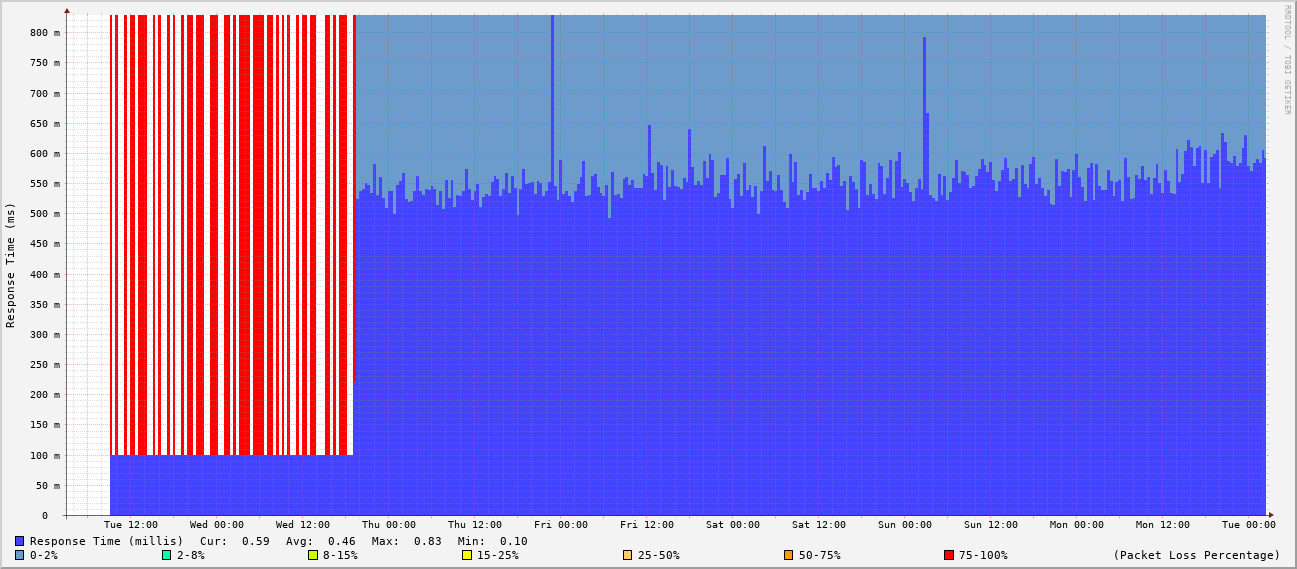 RRDTOOL / TOBI OETIKER
Response Time (ms)
800 m
750 m
700 m
650 m
600 m
550 m
500 m
450 m
400 m
350 m
300 m
250 m
200 m
150 m
100 m
50 m
0
Tue 12:00 Wed 00:00 Wed 12:00 Thu 00:00 Thu 12:00 Fri 00:00 Fri 12:00 Sat 00:00 Sat 12:00 Sun 00:00 Sun 12:00 Mon 00:00 Mon 12:00 Tue 00:00
Response Time (millis) Cur: 0.59 Avg: 0.46 Max: 0.83 Min: 0.10
0-2% 2-8% 8-15% 15-25% 25-50% 50-75% 75-100% (Packet Loss Percentage)